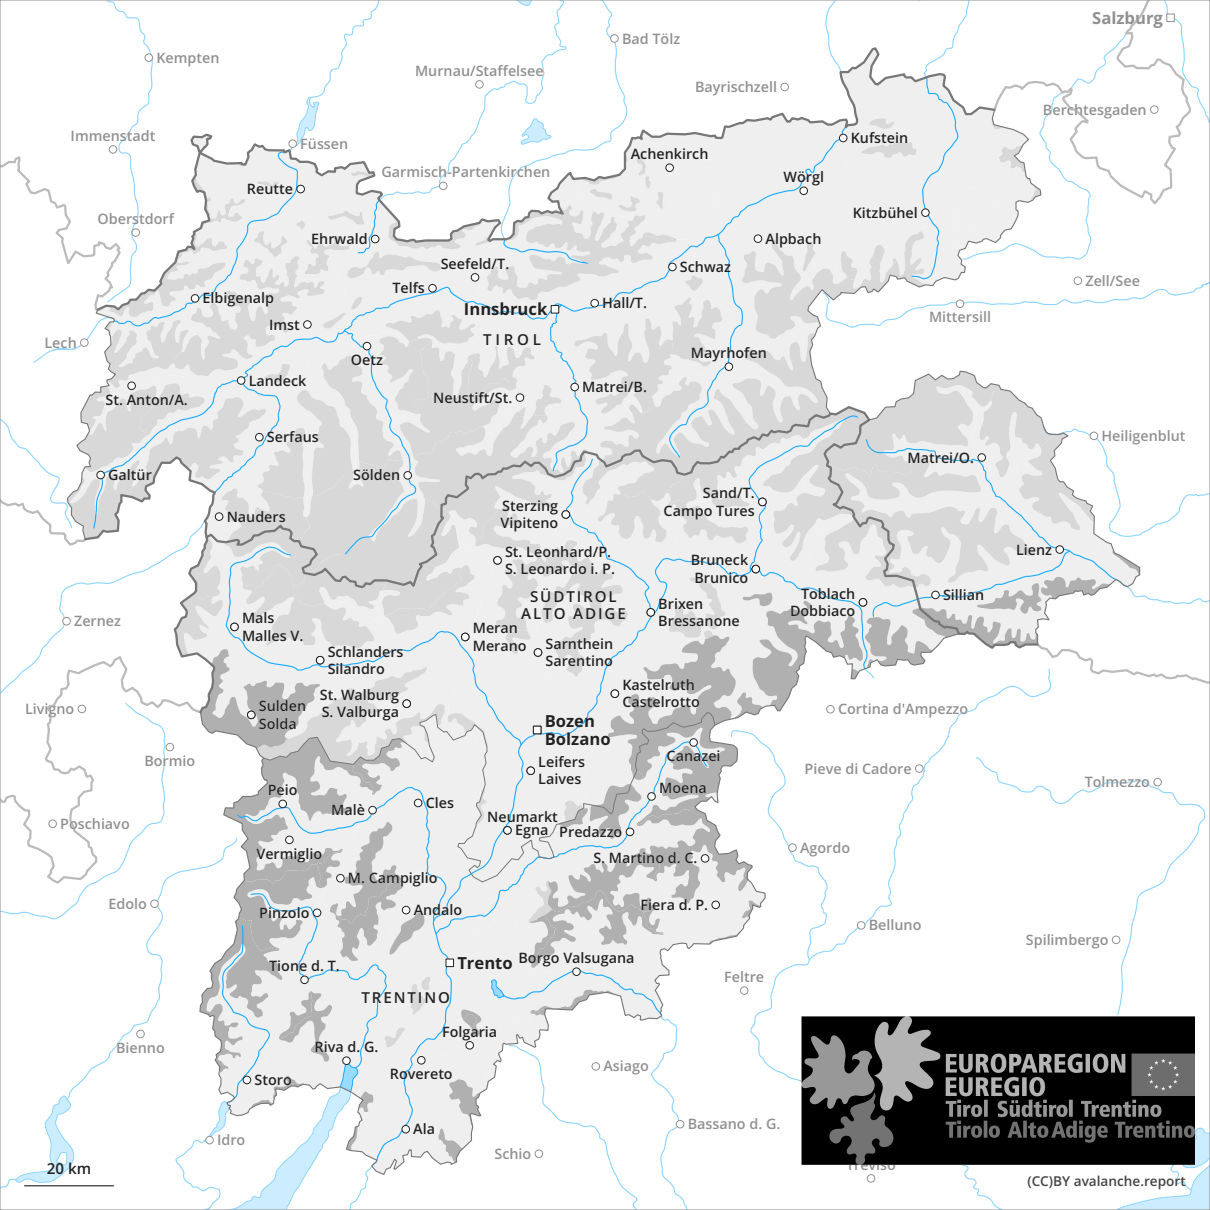 Salzburg
Bad Tölz
Kempten
Murnau/Staffelsee
Bayrischzell
Berchtesgaden
Immenstadt
Füssen
Kufstein
Achenkirch
Garmisch-Partenkirchen
Wörgl
Reutte
Oberstdorf
Kitzbühel
Ehrwald
Alpbach
Seefeld/T.
Schwaz
Zell/See
Telfs
Elbigenalp
Hall/T.
Innsbruck
Mittersill
Imst
TIROL
Lech
Oetz
Mayrhofen
Landeck
Matrei/B.
St. Anton/A.
Neustift/St.
Serfaus
Heiligenblut
Matrei/O.
Galtür
Sölden
Sand/T.
Campo Tures
Sterzing
Vipiteno
Nauders
Lienz
St. Leonhard/P.
S. Leonardo i. P.
Bruneck
Brunico
SÜDTIROL
ALTO ADIGE
Toblach
Dobbiaco
Sillian
Brixen
Bressanone
Zernez
Mals
Malles V.
Meran
Merano
Sarnthein
Sarentino
Schlanders
Silandro
Kastelruth
Castelrotto
St. Walburg
S. Valburga
Sulden
Solda
Livigno
Cortina d'Ampezzo
Bozen
Bolzano
Bormio
Canazei
Leifers
Laives
Pieve di Cadore
Tolmezzo
Peio
Moena
Malè
Cles
Neumarkt
Egna
Predazzo
Poschiavo
Vermiglio
Agordo
S. Martino d. C.
M. Campiglio
Edolo
Pinzolo
Andalo
Fiera d. P.
Belluno
Spilimbergo
Borgo Valsugana
Trento
Tione d. T.
Feltre
TRENTINO
Folgaria
Bienno
Riva d. G.
Asiago
Rovereto
Storo
EUROPAREGION
EUREGIO
Tirol Südtirol Trentino
Tirolo Alto Adige Trentino
Bassano d. G.
Ala
Idro
Schio
Treviso
20 km
(CC)BY avalanche.report